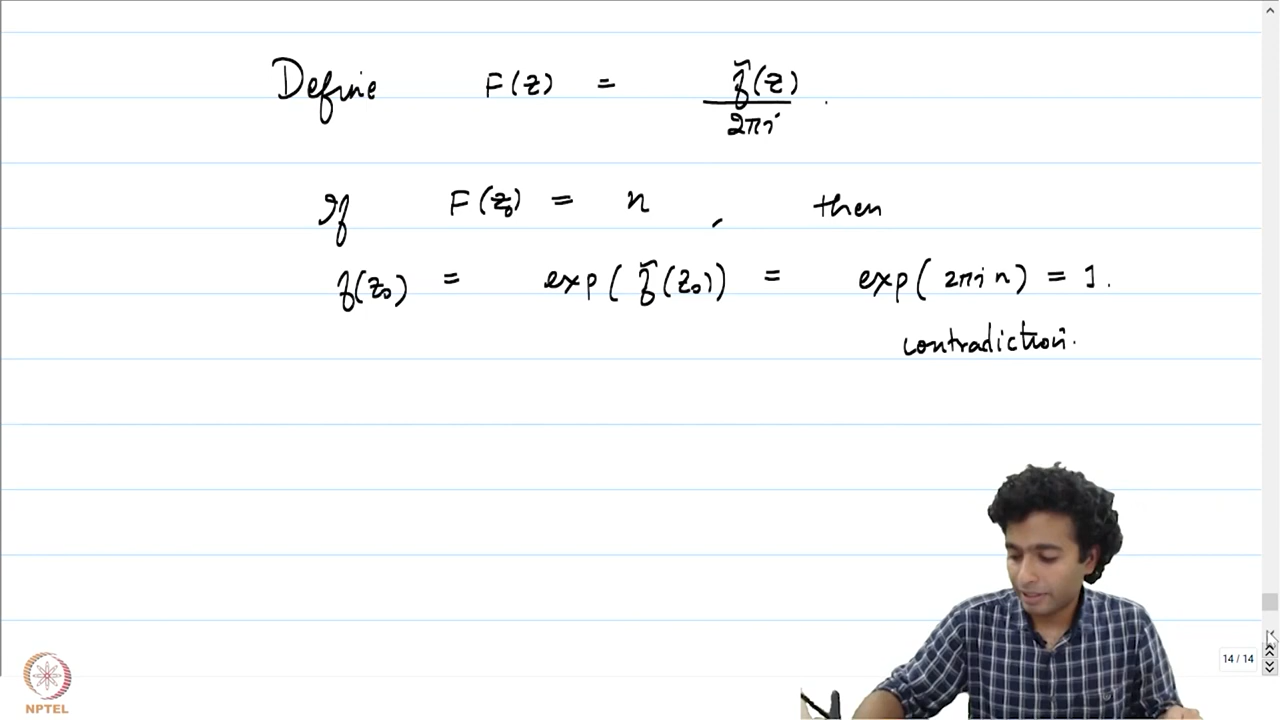 Define F(z) = f̃(z) / 2πi .
If F(z₀) = n , then
f(z₀) = exp( f̃(z₀)) = exp( 2πi n) = 1.
contradiction.
14 / 14
NPTEL